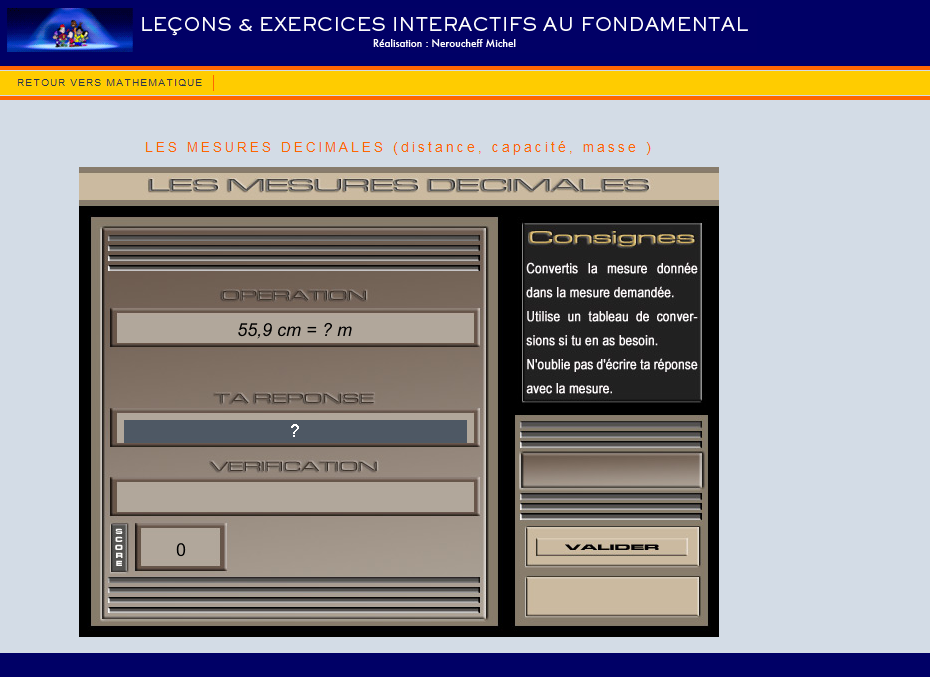 LEÇONS & EXERCICES INTERACTIFS AU FONDAMENTAL
Réalisation : Neroucheff Michel
RETOUR VERS MATHEMATIQUE
LES MESURES DECIMALES (distance, capacité, masse )
LES MESURES DECIMALES
OPERATION
55,9 cm = ? m
TA REPONSE
?
VERIFICATION
SCORE
0
Consignes
Convertis la mesure donnée
dans la mesure demandée.
Utilise un tableau de conver-
sions si tu en as besoin.
N'oublie pas d'écrire ta réponse
avec la mesure.
VALIDER